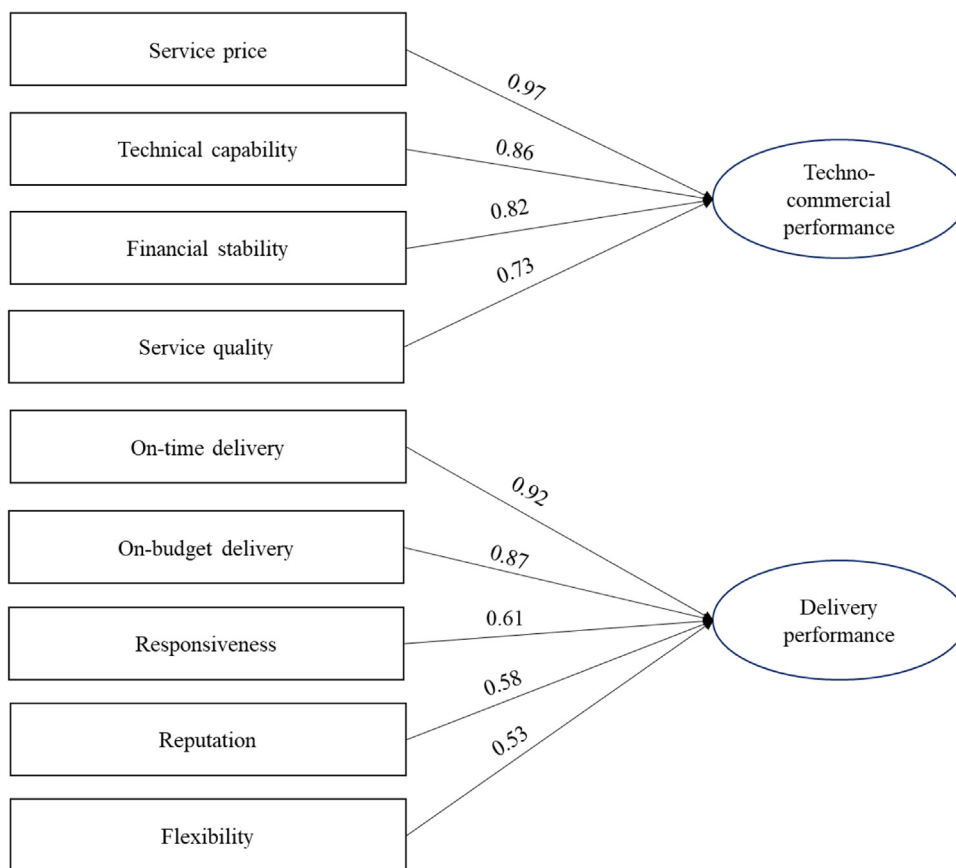 Service price
0.97
Technical capability
0.86
Techno-
commercial
performance
Financial stability
0.82
0.73
Service quality
On-time delivery
0.92
On-budget delivery
0.87
Responsiveness
0.61
Delivery
performance
0.58
Reputation
0.53
Flexibility